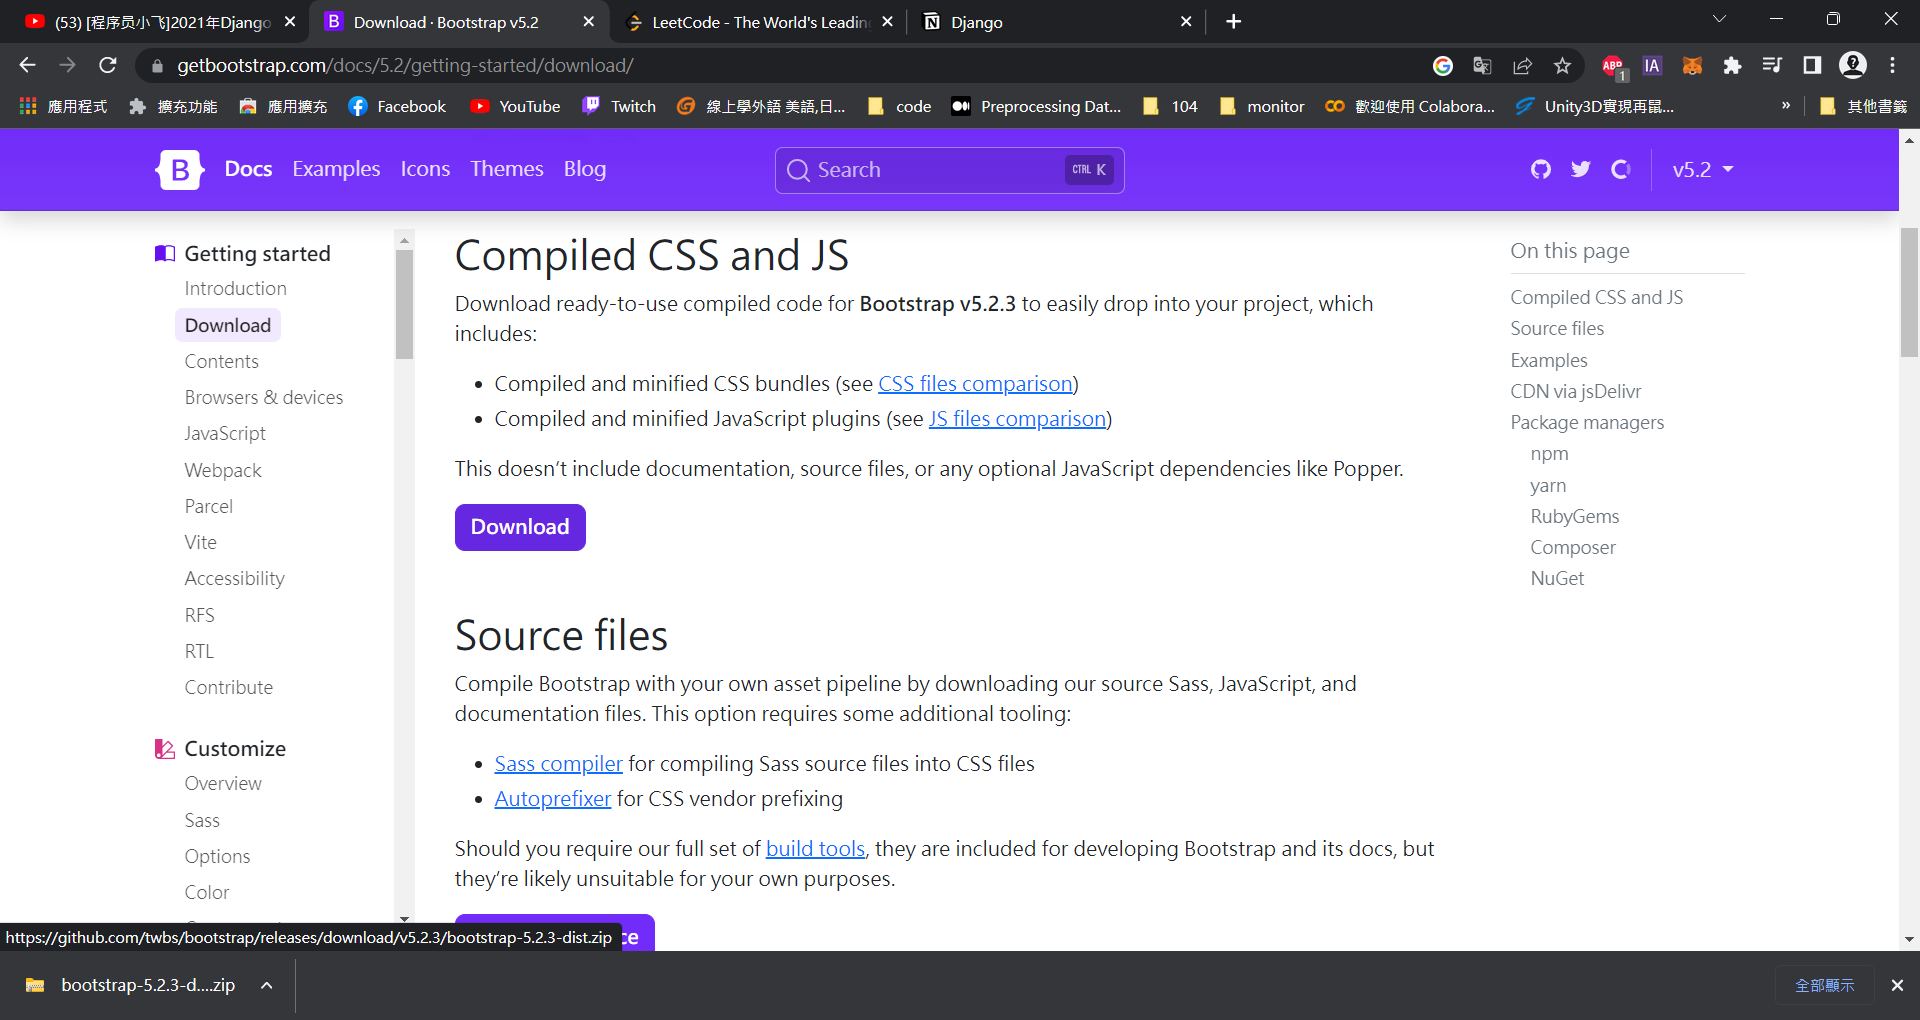 (53) [程序员小飞]2021年Django
Download · Bootstrap v5.2
LeetCode - The World's Leadin
Django
getbootstrap.com/docs/5.2/getting-started/download/
ABP
1
IA
應用程式
擴充功能
應用擴充
Facebook
YouTube
Twitch
線上學外語 美語,日...
code
Preprocessing Dat...
104
monitor
歡迎使用 Colabora...
Unity3D實現再鼠...
»
其他書籤
B
Docs
Examples
Icons
Themes
Blog
Search
CTRL K
v5.2
Getting started
Introduction
Download
Contents
Browsers & devices
JavaScript
Webpack
Parcel
Vite
Accessibility
RFS
RTL
Contribute
Customize
Overview
Sass
Options
Color
Compiled CSS and JS
Download ready-to-use compiled code for Bootstrap v5.2.3 to easily drop into your project, which
includes:
• Compiled and minified CSS bundles (see CSS files comparison)
• Compiled and minified JavaScript plugins (see JS files comparison)
This doesn’t include documentation, source files, or any optional JavaScript dependencies like Popper.
Download
Source files
Compile Bootstrap with your own asset pipeline by downloading our source Sass, JavaScript, and
documentation files. This option requires some additional tooling:
• Sass compiler for compiling Sass source files into CSS files
• Autoprefixer for CSS vendor prefixing
Should you require our full set of build tools, they are included for developing Bootstrap and its docs, but
they’re likely unsuitable for your own purposes.
ce
On this page
Compiled CSS and JS
Source files
Examples
CDN via jsDelivr
Package managers
npm
yarn
RubyGems
Composer
NuGet
https://github.com/twbs/bootstrap/releases/download/v5.2.3/bootstrap-5.2.3-dist.zip
bootstrap-5.2.3-d....zip
全部顯示